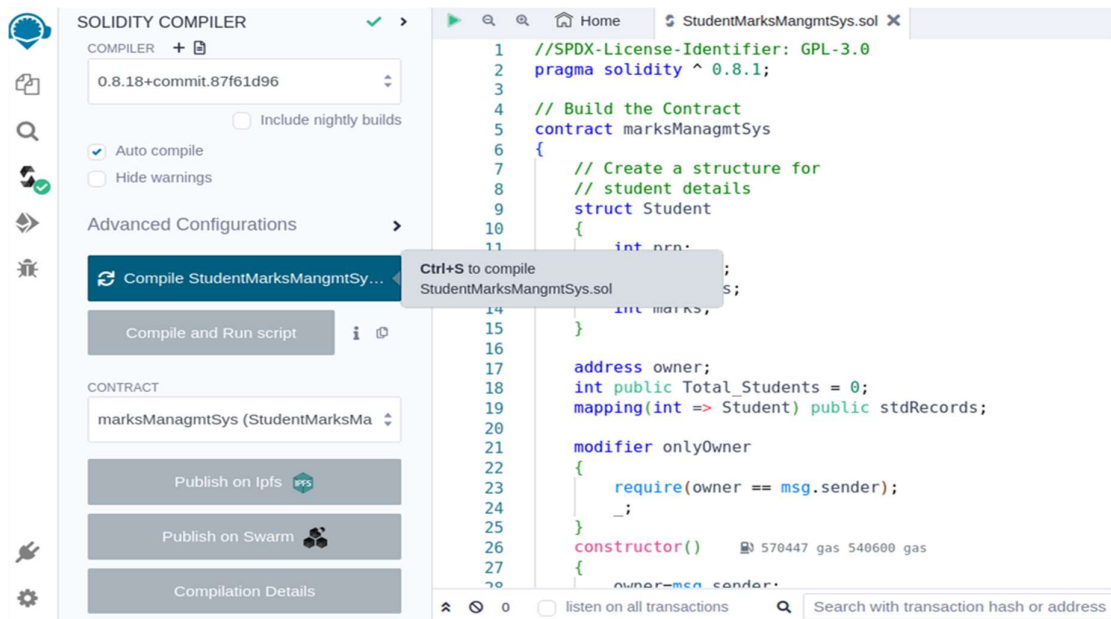 SOLIDITY COMPILER
COMPILER +
0.8.18+commit.87f61d96
Include nightly builds
Auto compile
Hide warnings
Advanced Configurations
Compile StudentMarksMangmtSy...
Compile and Run script i
CONTRACT
marksManagmtSys (StudentMarksMa
Publish on Ipfs IPFS
Publish on Swarm
Compilation Details
Home StudentMarksMangmtSys.sol
1 //SPDX-License-Identifier: GPL-3.0
2 pragma solidity ^ 0.8.1;
3
4 // Build the Contract
5 contract marksManagmtSys
6 {
7 // Create a structure for
8 // student details
9 struct Student
10 {
11 int prn;
Ctrl+S to compile ;
StudentMarksMangmtSys.sol s;
14 int marks;
15 }
16
17 address owner;
18 int public Total_Students = 0;
19 mapping(int => Student) public stdRecords;
20
21 modifier onlyOwner
22 {
23 require(owner == msg.sender);
24 _;
25 }
26 constructor() 570447 gas 540600 gas
27 {
28 owner=msg.sender;
0 listen on all transactions Search with transaction hash or address